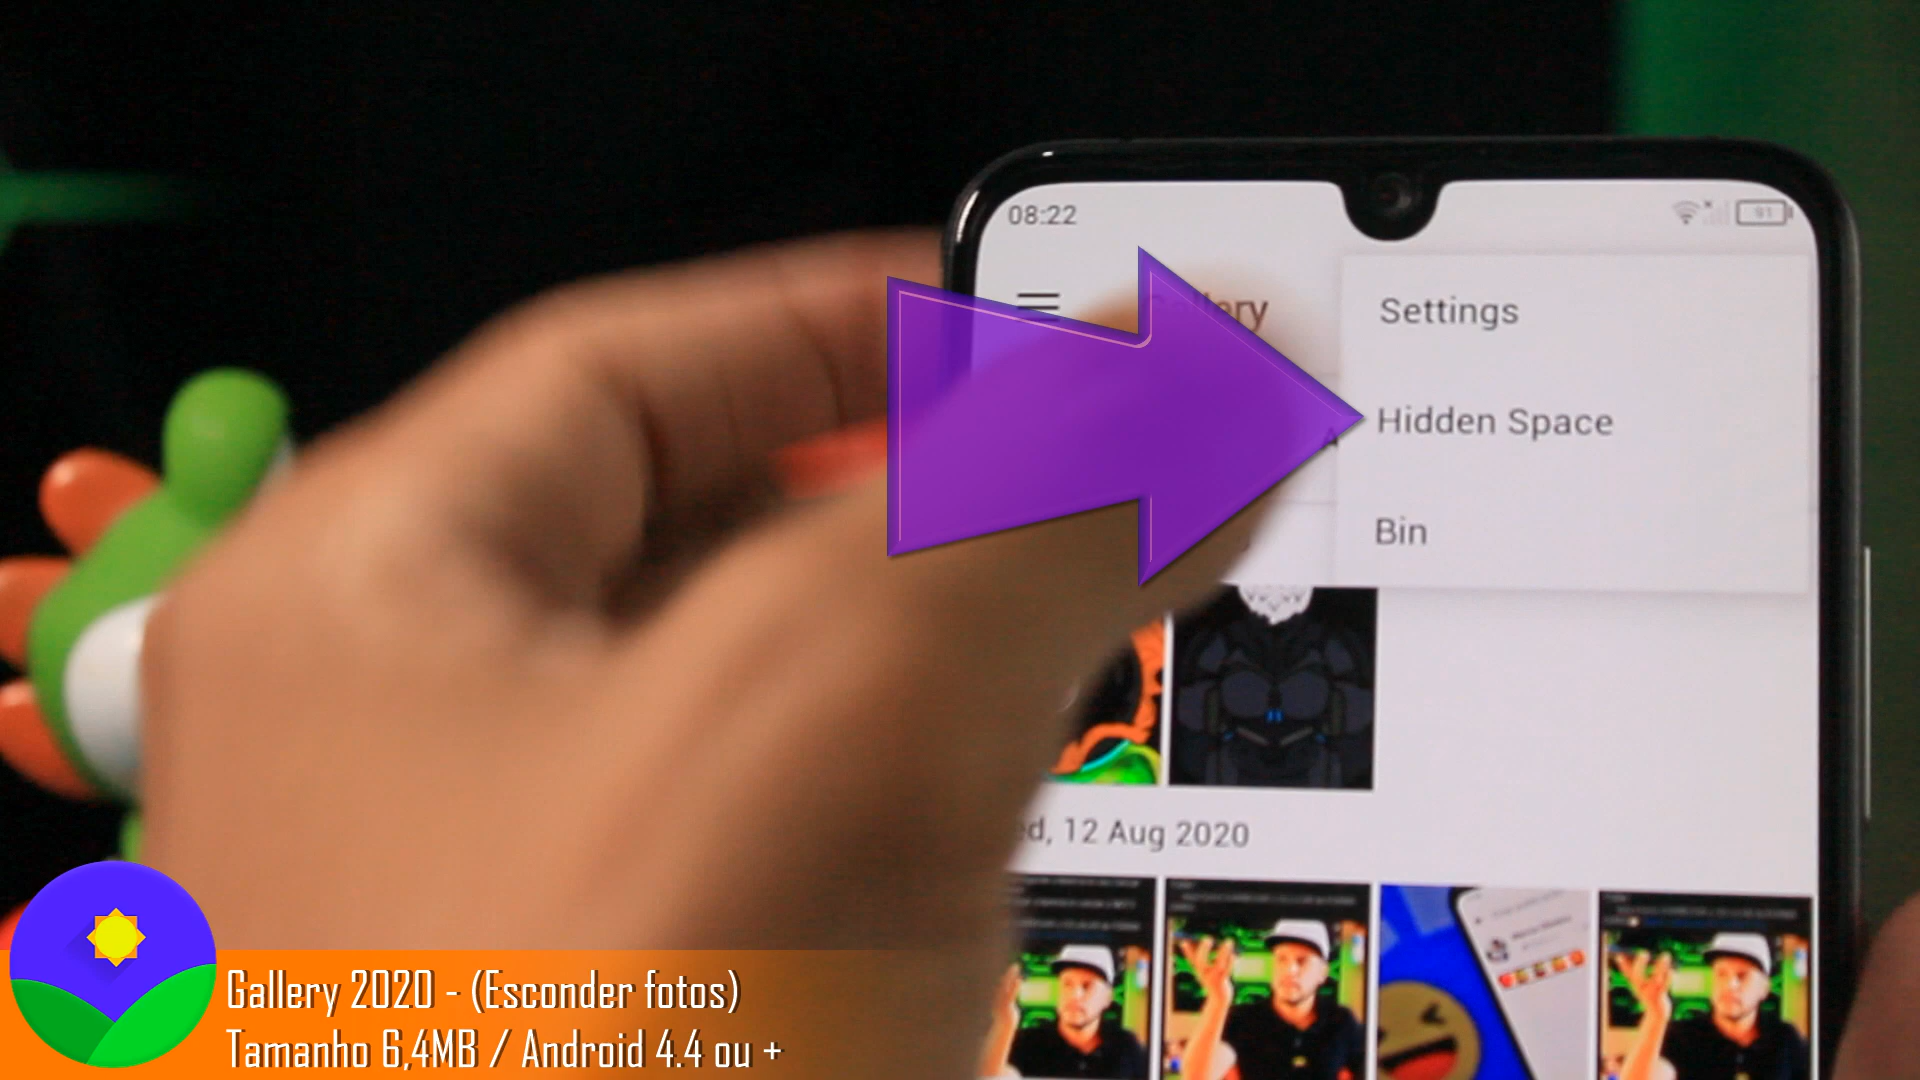 08:22
91
Settings
Hidden Space
Bin
12 Aug 2020
Gallery 2020 - (Esconder fotos)
Tamanho 6,4MB / Android 4.4 ou +